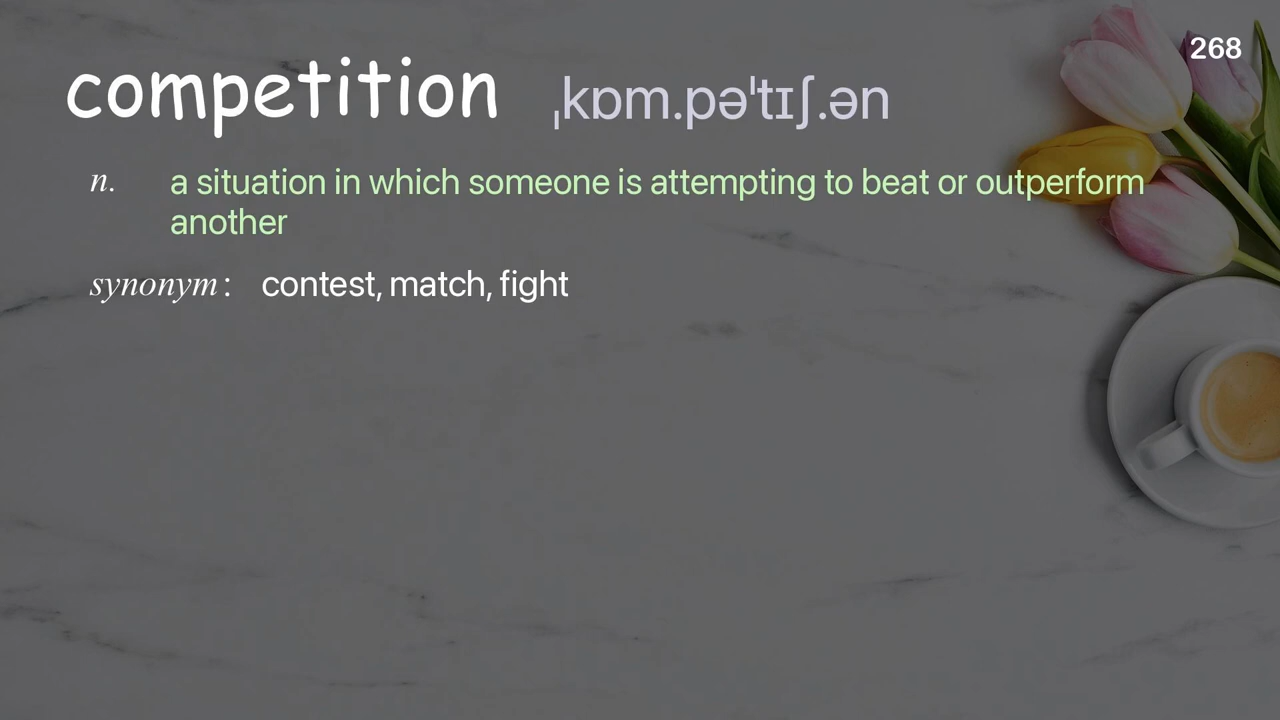 268
competition ˌkɒm.pəˈtɪʃ.ən
n. a situation in which someone is attempting to beat or outperform
another
synonym: contest, match, fight